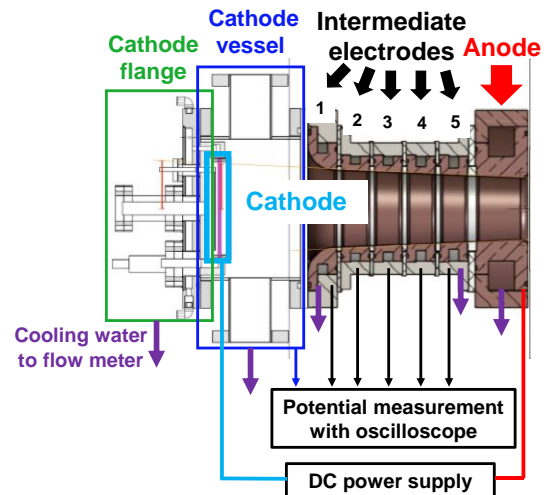 Cathode
vessel
Intermediate
electrodes
Anode
Cathode
flange
1
2
3
4
5
Cathode
Cooling water
to flow meter
Potential measurement
with oscilloscope
DC power supply